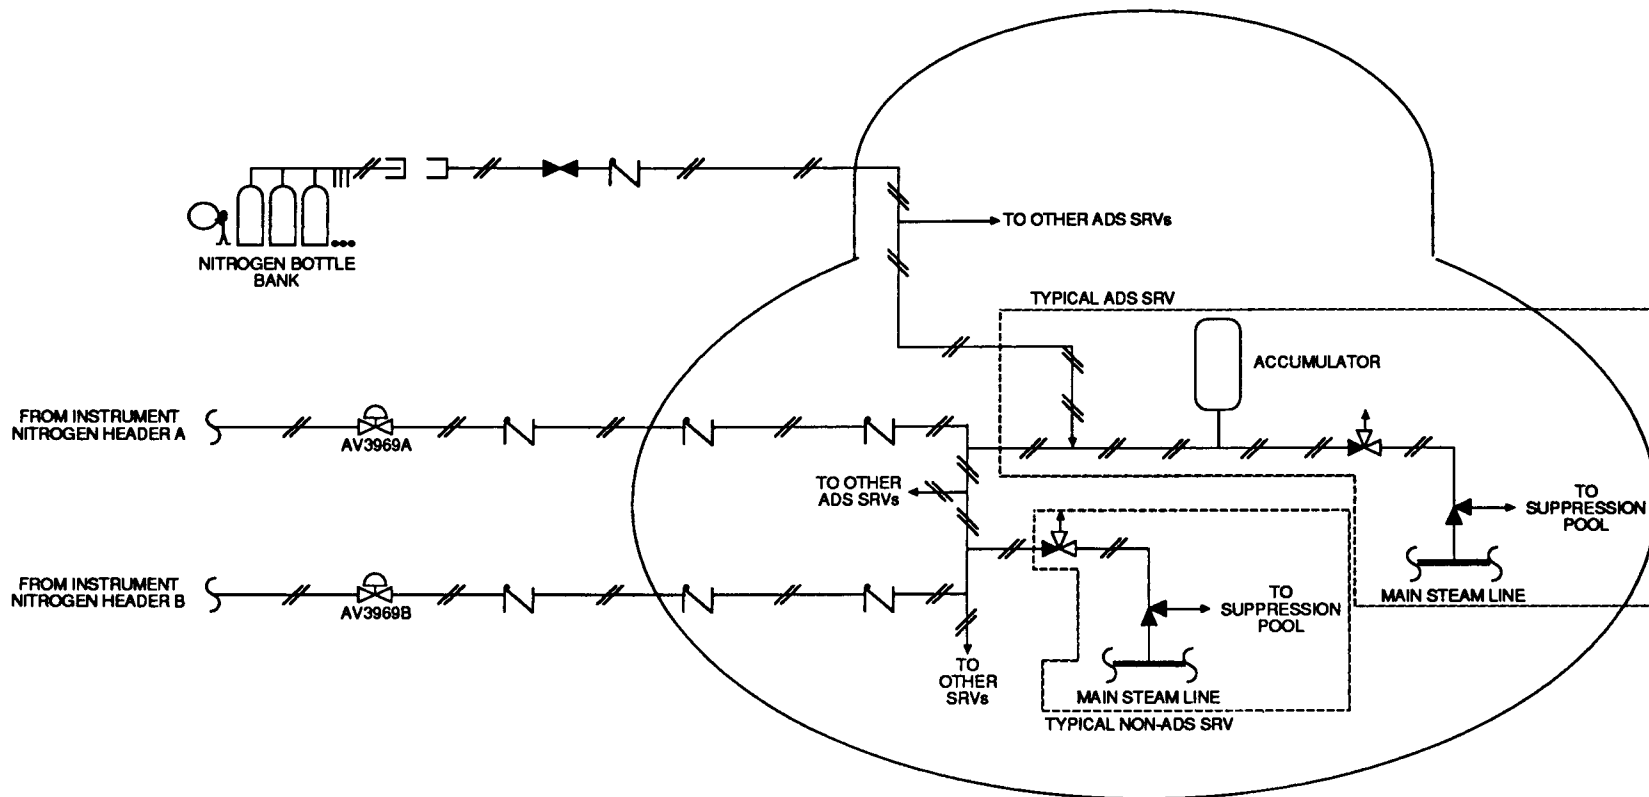 TO OTHER ADS SRVs
NITROGEN BOTTLE
BANK
TYPICAL ADS SRV
ACCUMULATOR
FROM INSTRUMENT
NITROGEN HEADER A
AV3969A
TO OTHER
ADS SRVs
TO
SUPPRESSION
POOL
MAIN STEAM LINE
FROM INSTRUMENT
NITROGEN HEADER B
AV3969B
TO
SUPPRESSION
POOL
TO
OTHER
SRVs
MAIN STEAM LINE
TYPICAL NON-ADS SRV